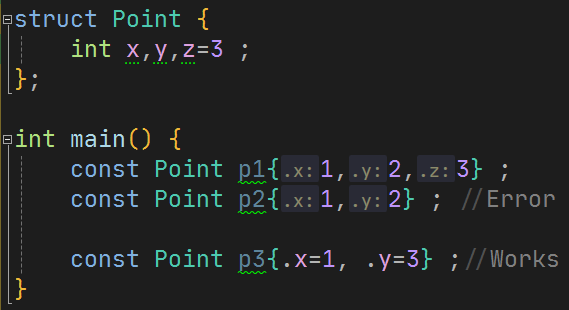 struct Point {
    int x,y,z=3 ;
};

int main() {
    const Point p1{.x:1,.y:2,.z:3} ;
    const Point p2{.x:1,.y:2} ; //Error

    const Point p3{.x=1, .y=3} ;//Works
}